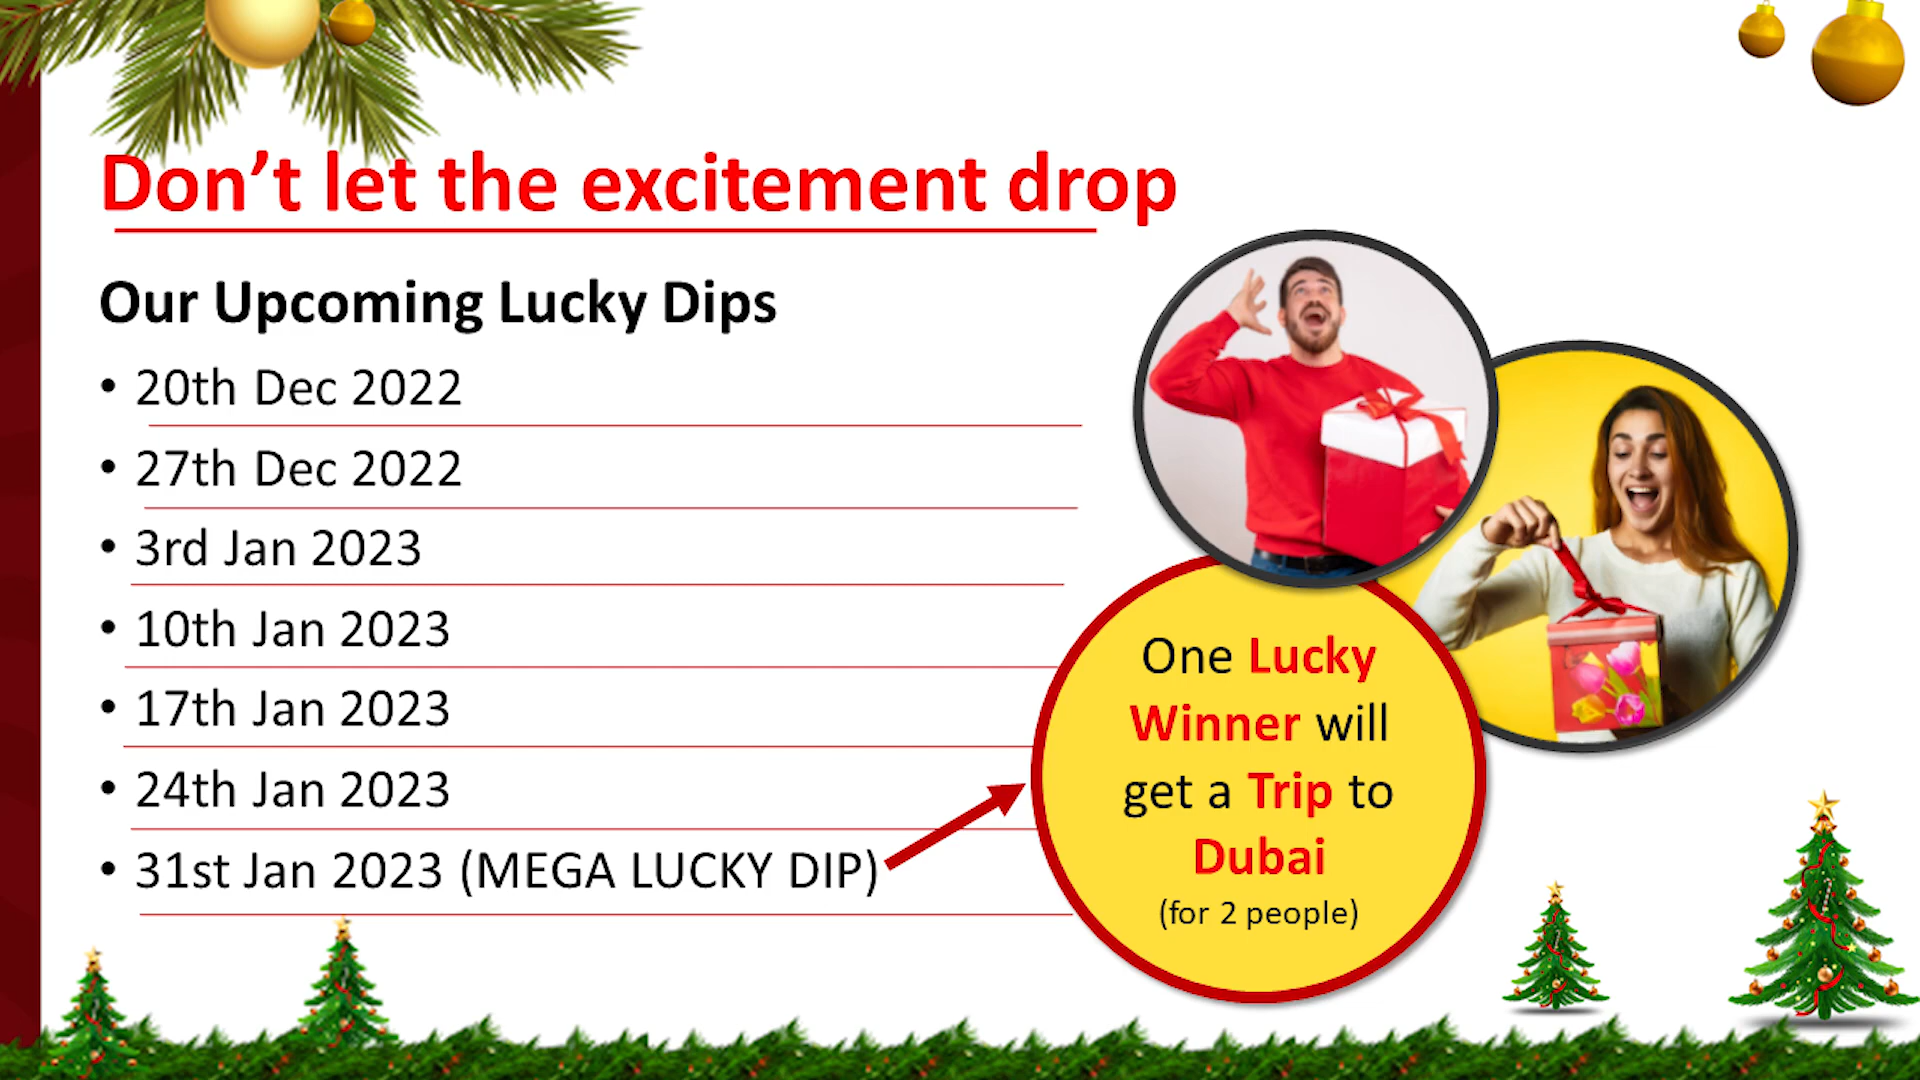 Don’t let the excitement drop
Our Upcoming Lucky Dips
• 20th Dec 2022
• 27th Dec 2022
• 3rd Jan 2023
• 10th Jan 2023
• 17th Jan 2023
• 24th Jan 2023
• 31st Jan 2023 (MEGA LUCKY DIP)
One Lucky
Winner will
get a Trip to
Dubai
(for 2 people)